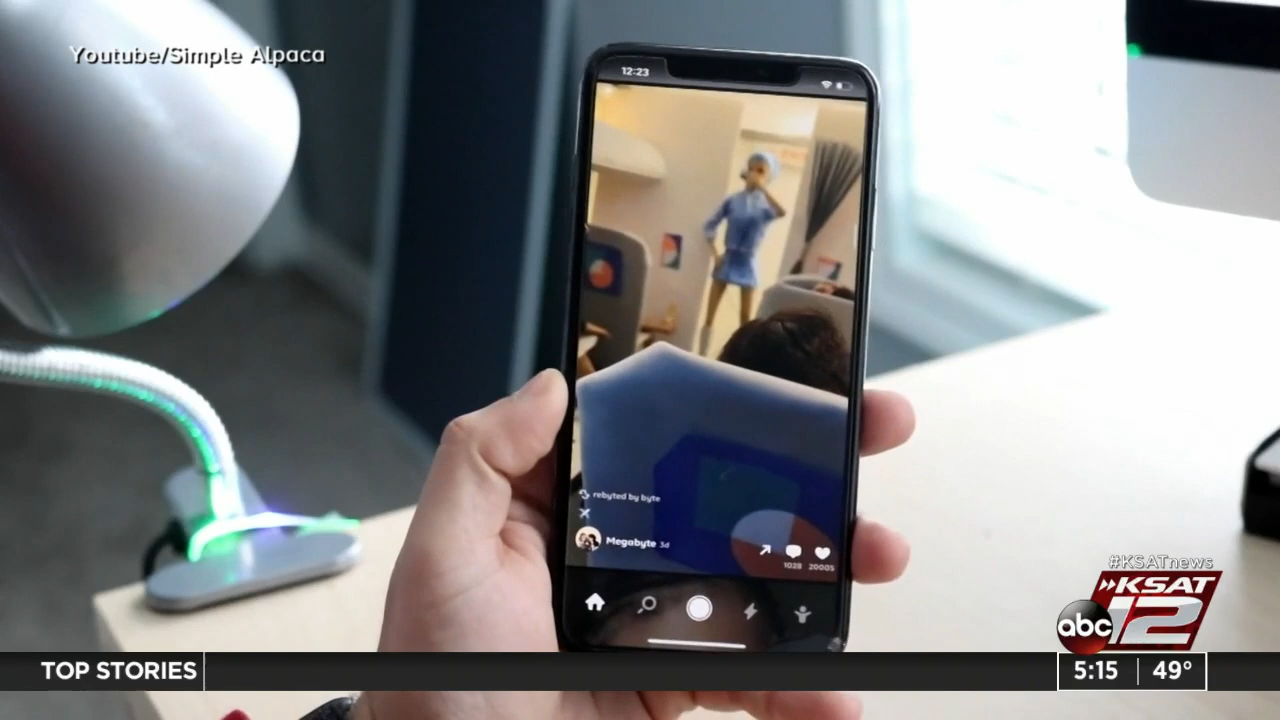 Youtube/Simple Alpaca
12:23
rebyted by byte
Megabyte 3d
1028 20005
#KSATnews
KSAT
abc 12
TOP STORIES
5:15 49°